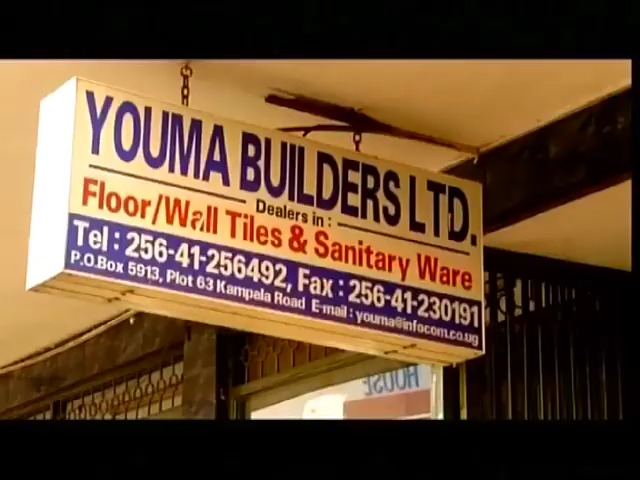 YOUMA BUILDERS LTD.
Dealers in :
Floor/Wall Tiles & Sanitary Ware
Tel : 256-41-256492, Fax : 256-41-230191
P.O.Box 5913, Plot 63 Kampala Road E-mail : youma@infocom.co.ug
HOUSE